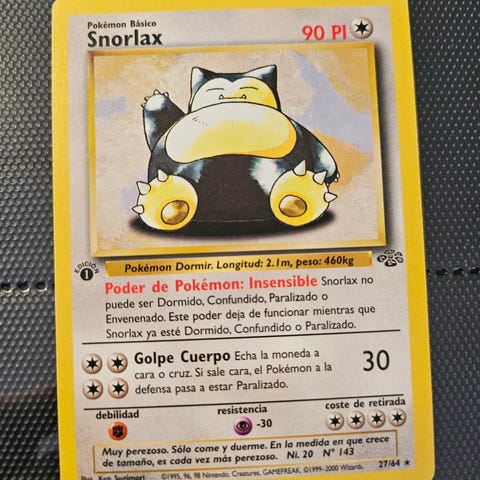 Pokémon Básico
Snorlax
90 PI
EDICIÓN
1
Pokémon Dormir. Longitud: 2.1m, peso: 460kg
Poder de Pokémon: Insensible Snorlax no
puede ser Dormido, Confundido, Paralizado o
Envenenado. Este poder deja de funcionar mientras que
Snorlax ya esté Dormido, Confundido o Paralizado.
Golpe Cuerpo Echa la moneda a
cara o cruz. Si sale cara, el Pokémon a la
defensa pasa a estar Paralizado.
30
debilidad
resistencia
-30
coste de retirada
Muy perezoso. Sólo come y duerme. En la medida en que crece
de tamaño, es cada vez más perezoso. Ni. 20 N° 143
Ilus. Ken Sugimori ©1995, 96, 98 Nintendo, Creatures, GAMEFREAK. ©1999-2000 Wizards. 27/64 ★